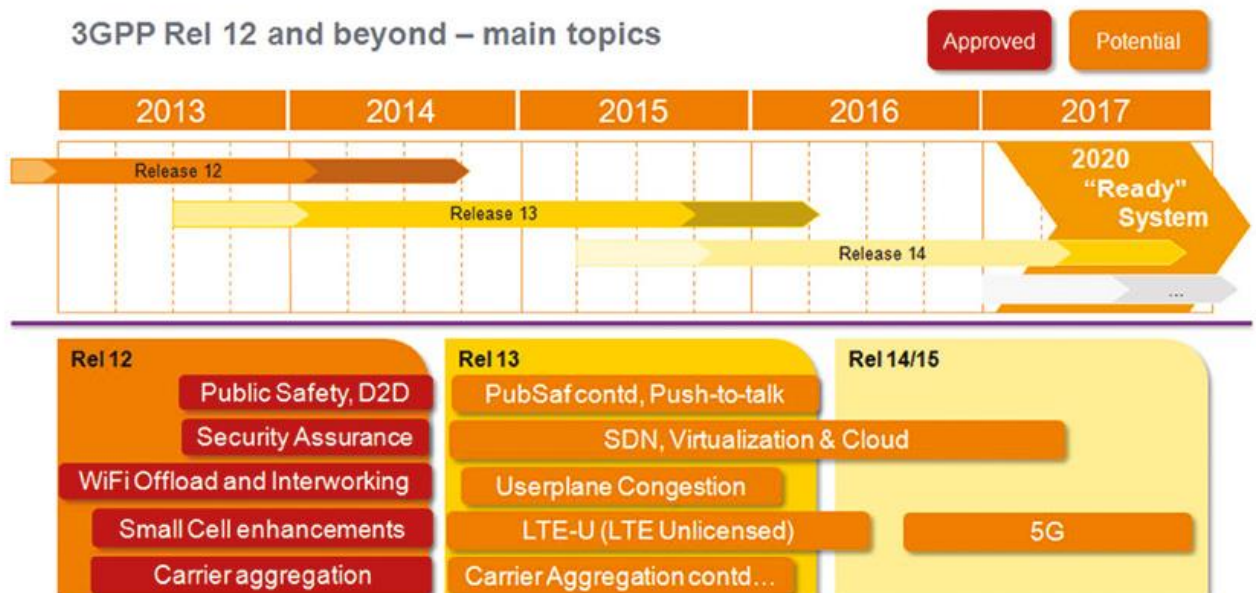 3GPP Rel 12 and beyond – main topics
Approved
Potential
2013
2014
2015
2016
2017
2020
"Ready"
System
Release 12
Release 13
Release 14
...
Rel 12
Public Safety, D2D
Security Assurance
WiFi Offload and Interworking
Small Cell enhancements
Carrier aggregation
Rel 13
PubSaf contd, Push-to-talk
SDN, Virtualization & Cloud
Userplane Congestion
LTE-U (LTE Unlicensed)
Carrier Aggregation contd...
Rel 14/15
5G